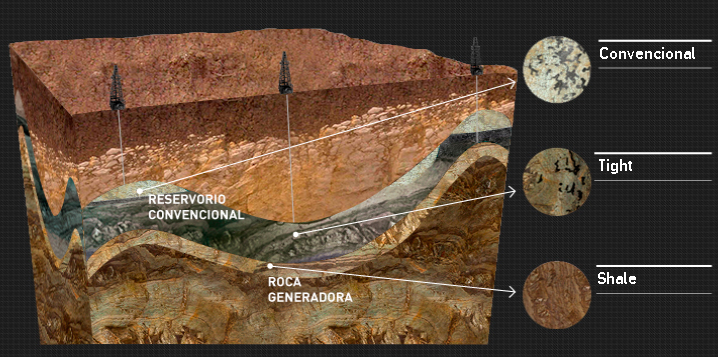 Convencional
Tight
RESERVORIO
CONVENCIONAL
Shale
ROCA
GENERADORA